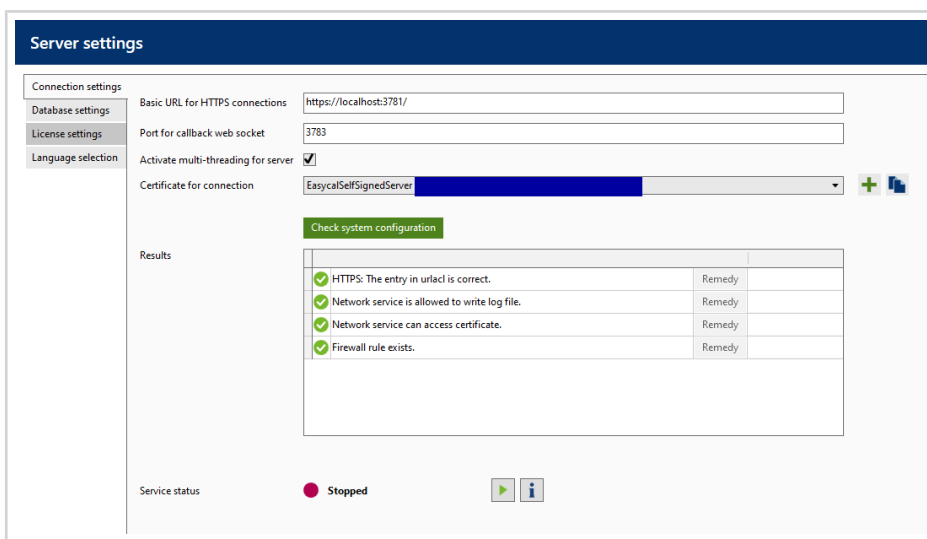 Server settings
Connection settings
Database settings
License settings
Language selection
Basic URL for HTTPS connections https://localhost:3781/
Port for callback web socket 3783
Activate multi-threading for server
Certificate for connection EasycalSelfSignedServer
Check system configuration
Results
HTTPS: The entry in urlacl is correct. Remedy
Network service is allowed to write log file. Remedy
Network service can access certificate. Remedy
Firewall rule exists. Remedy
Service status Stopped